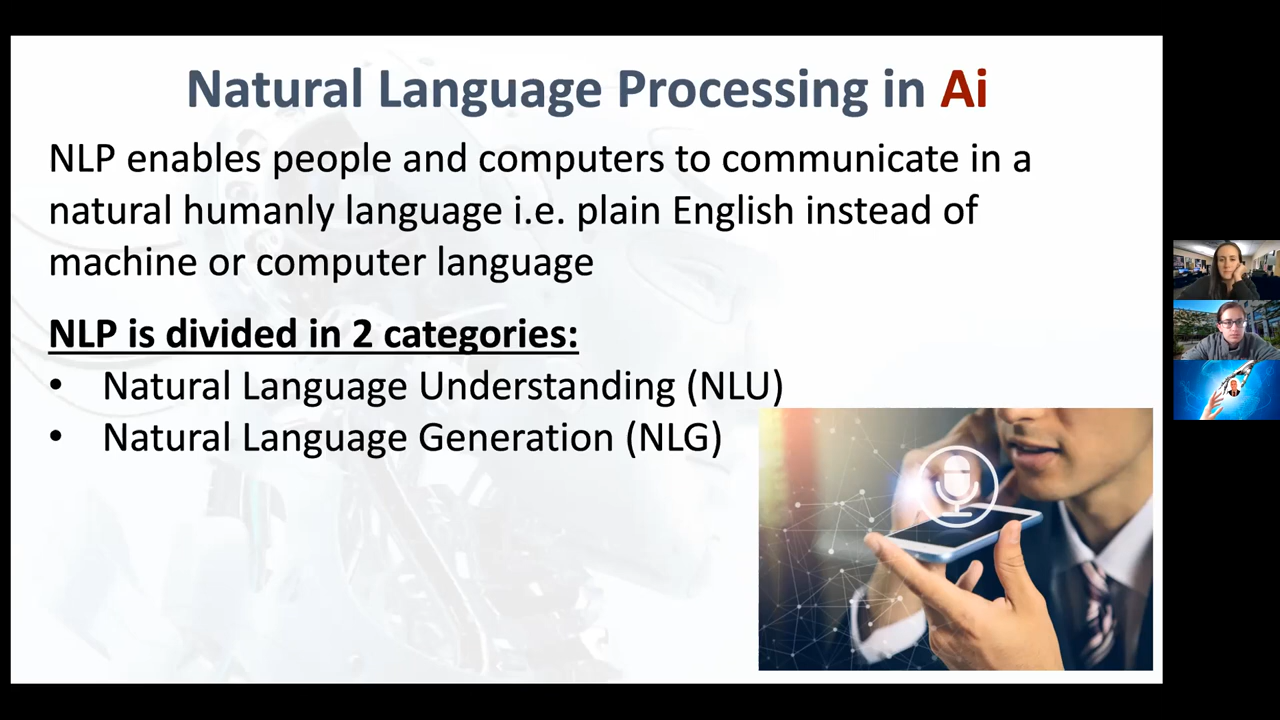 Natural Language Processing in Ai
NLP enables people and computers to communicate in a
natural humanly language i.e. plain English instead of
machine or computer language
NLP is divided in 2 categories:
• Natural Language Understanding (NLU)
• Natural Language Generation (NLG)